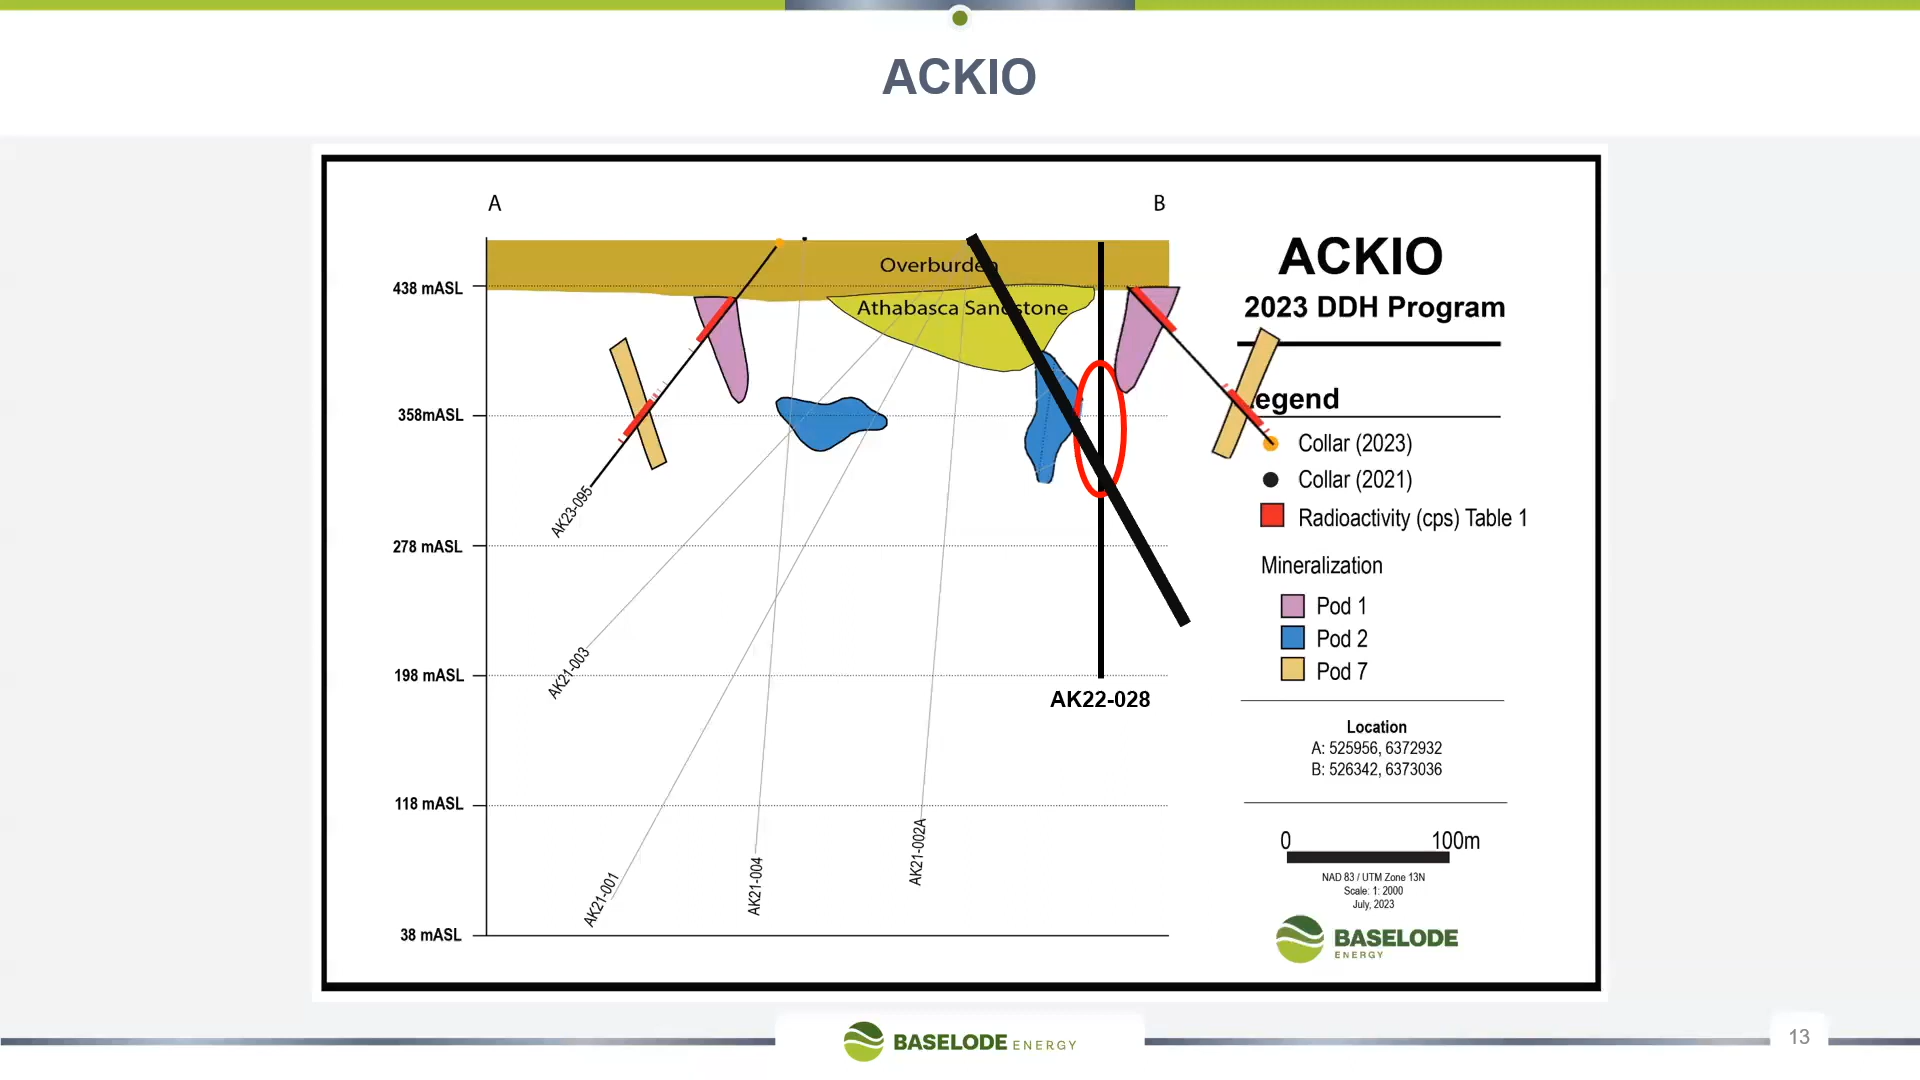 ACKIO
A
B
Overburden
Athabasca Sandstone
438 mASL
358mASL
278 mASL
198 mASL
118 mASL
38 mASL
AK23-095
AK21-003
AK21-001
AK21-004
AK21-002A
AK22-028
ACKIO
2023 DDH Program
egend
Collar (2023)
Collar (2021)
Radioactivity (cps) Table 1
Mineralization
Pod 1
Pod 2
Pod 7
Location
A: 525956, 6372932
B: 526342, 6373036
0 100m
NAD 83 / UTM Zone 13N
Scale: 1: 2000
July, 2023
BASELODE
ENERGY
BASELODE ENERGY
13